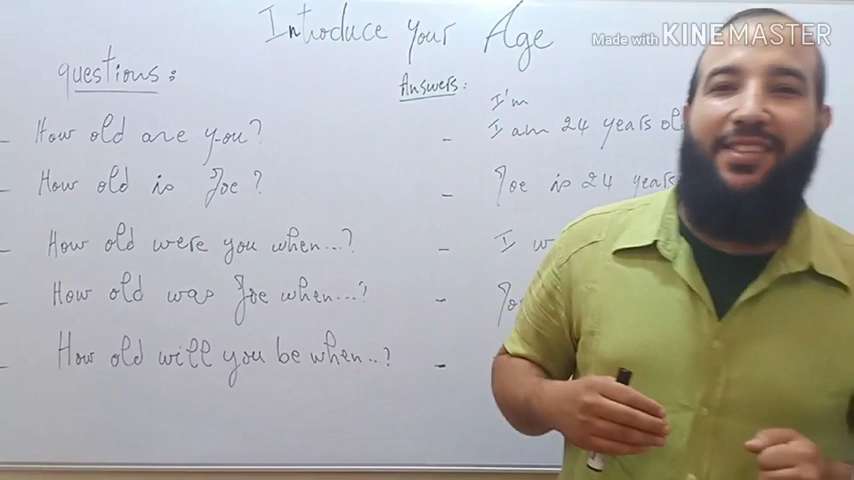 Introduce your Age
Made with KINEMASTER
questions:
Answers:
I'm
- How old are you?
- I am 24 years old
- How old is Joe?
- Joe is 24 years
- How old were you when...?
- I w
- How old was Joe when...?
- Jo
- How old will you be when...?
-